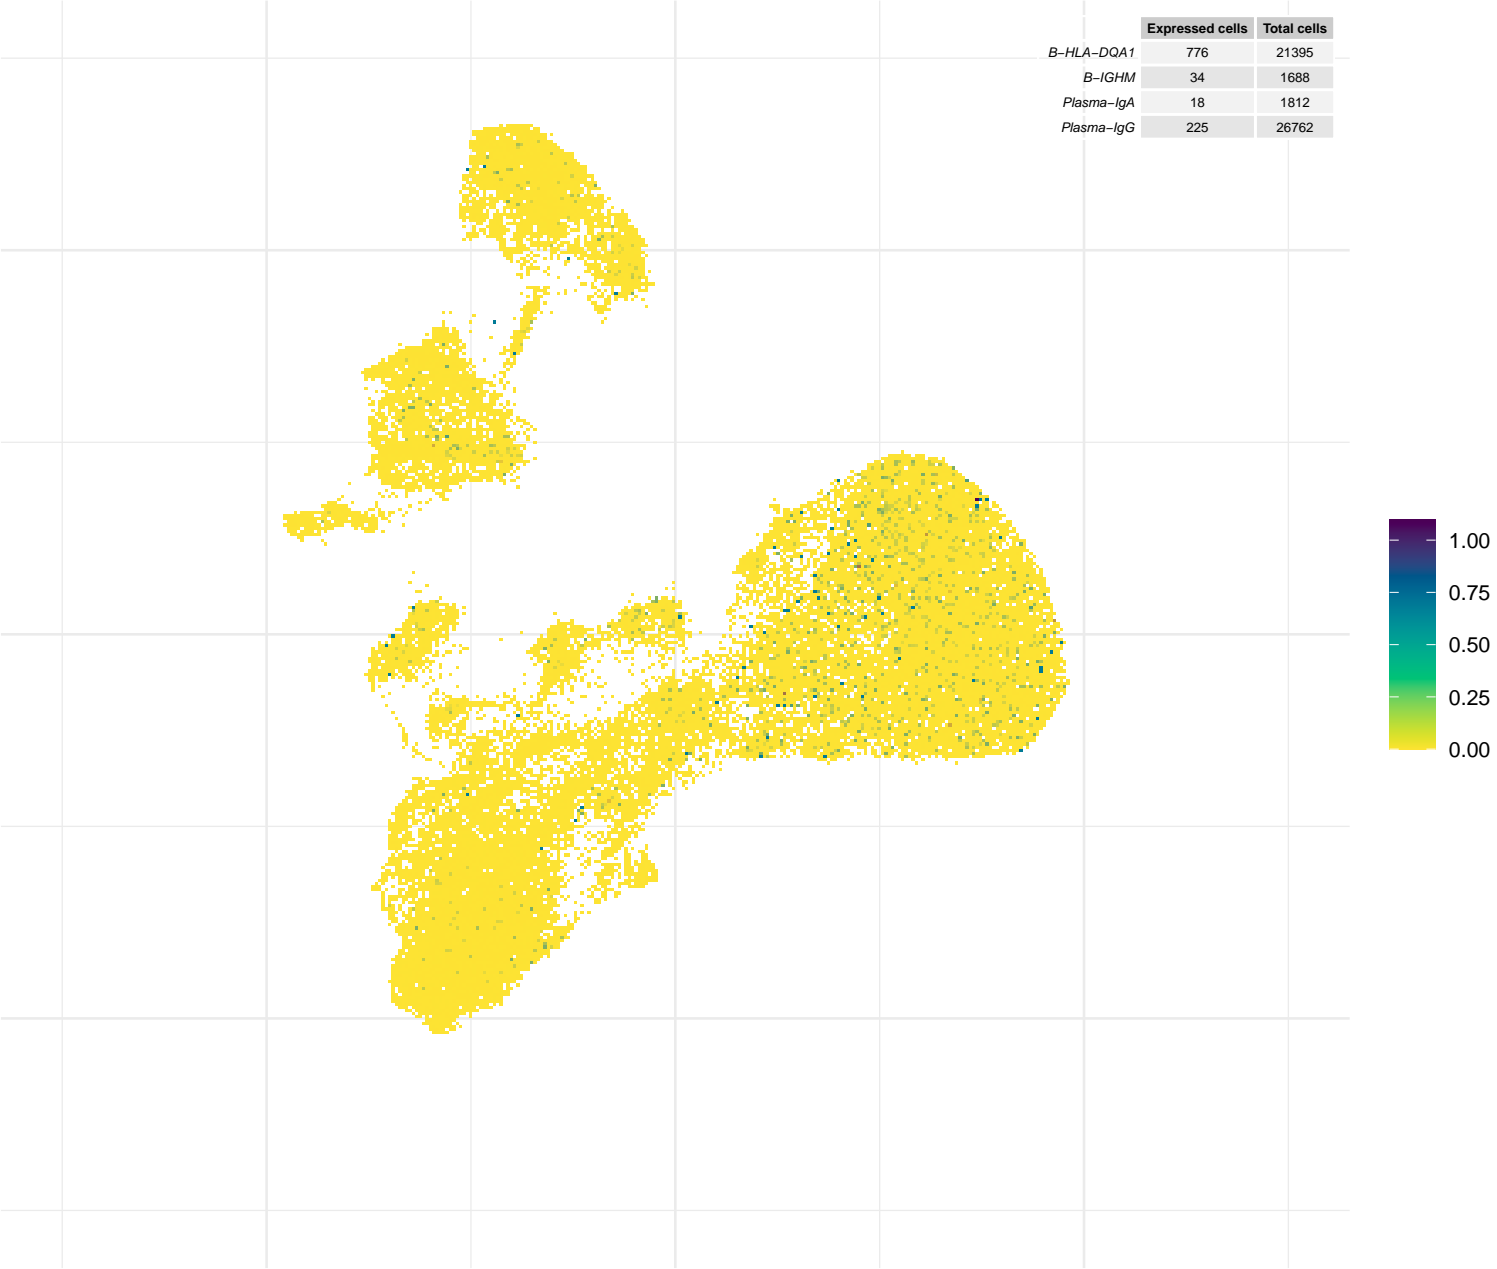 Expressed cells Total cells
B−HLA−DQA1 776 21395
B−IGHM 34 1688
Plasma−IgA 18 1812
Plasma−IgG 225 26762
1.00
0.75
0.50
0.25
0.00